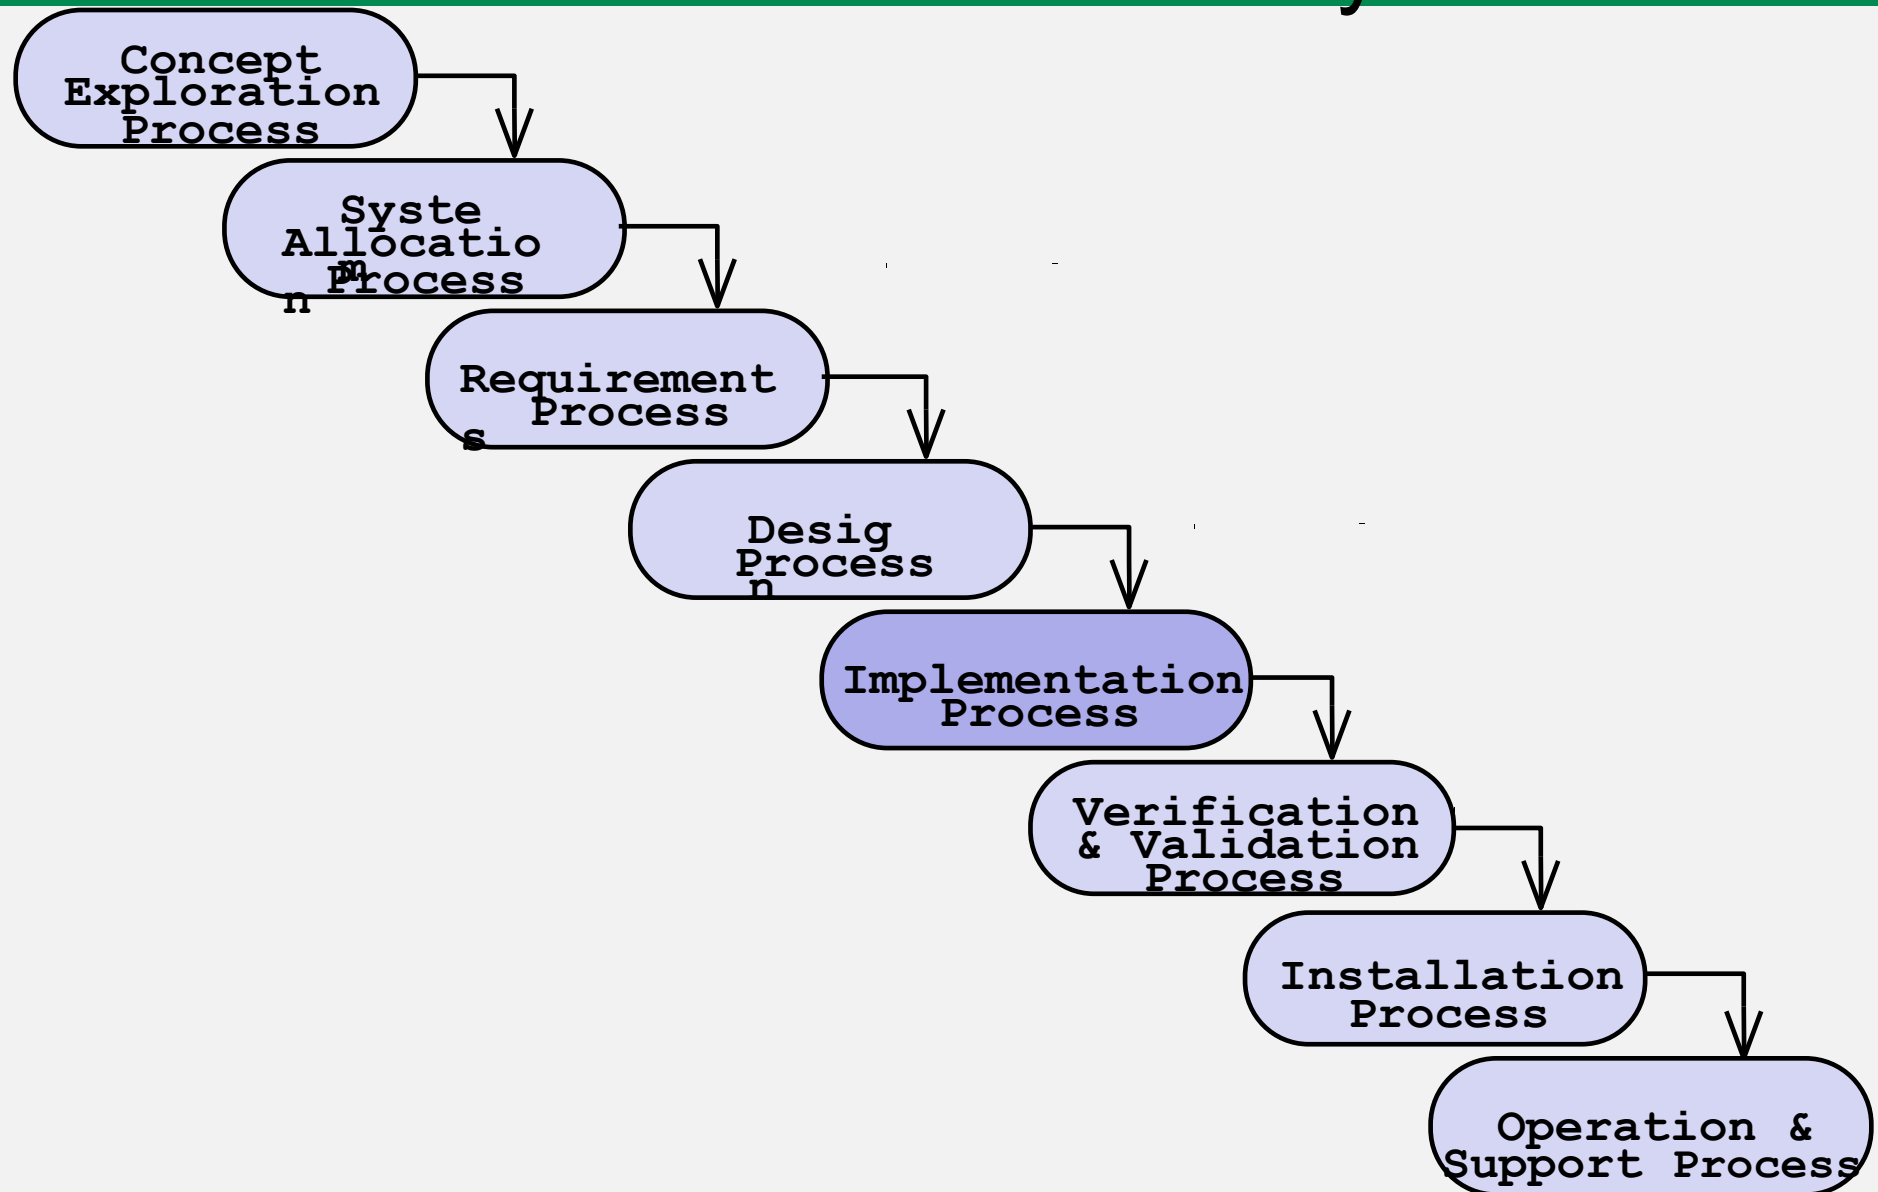 y
Concept
Exploration
Process
Syste
Allocatio
m
Process
n
Requirement
Process
s
Desig
Process
n
Implementation
Process
Verification
& Validation
Process
Installation
Process
Operation &
Support Process